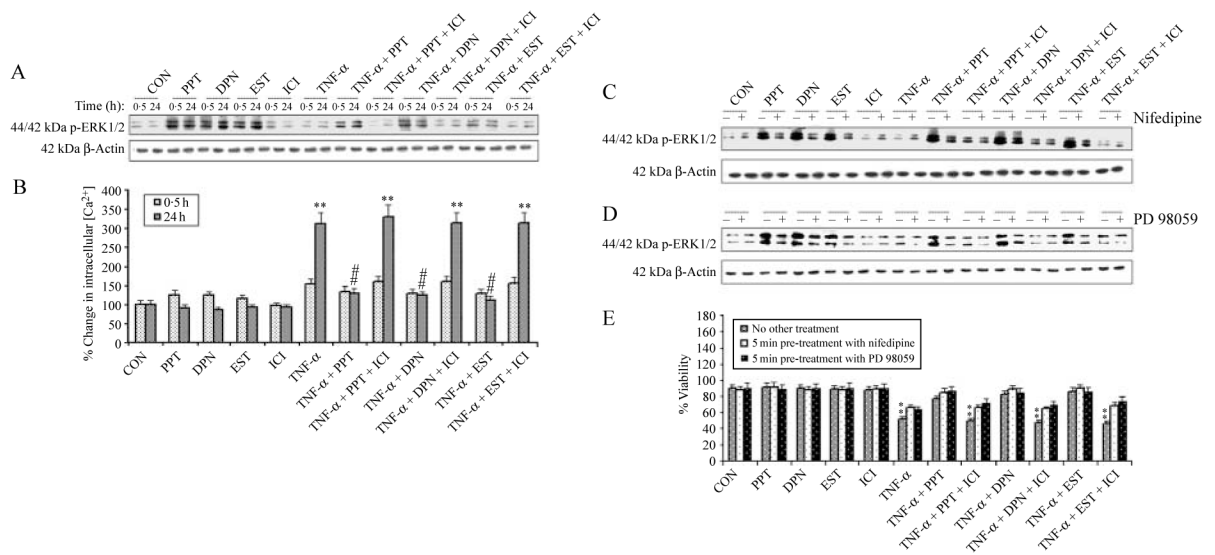 A
CON
PPT
DPN
EST
ICI
TNF-α
TNF-α + PPT
TNF-α + PPT + ICI
TNF-α + DPN
TNF-α + DPN + ICI
TNF-α + EST
TNF-α + EST + ICI
Time (h): 0·5 24 0·5 24 0·5 24 0·5 24 0·5 24 0·5 24 0·5 24 0·5 24 0·5 24 0·5 24 0·5 24 0·5 24
44/42 kDa p-ERK1/2
42 kDa β-Actin
B
% Change in intracellular [Ca²⁺]
400
350
300
250
200
150
100
50
0
0·5 h
24 h
** ** ** **
## ## ##
CON
PPT
DPN
EST
ICI
TNF-α
TNF-α + PPT
TNF-α + PPT + ICI
TNF-α + DPN
TNF-α + DPN + ICI
TNF-α + EST
TNF-α + EST + ICI
C
CON
PPT
DPN
EST
ICI
TNF-α
TNF-α + PPT
TNF-α + PPT + ICI
TNF-α + DPN
TNF-α + DPN + ICI
TNF-α + EST
TNF-α + EST + ICI
– + – + – + – + – + – + – + – + – + – + – + – + Nifedipine
44/42 kDa p-ERK1/2
42 kDa β-Actin
D
– + – + – + – + – + – + – + – + – + – + – + – + PD 98059
44/42 kDa p-ERK1/2
42 kDa β-Actin
E
% Viability
180
160
140
120
100
80
60
40
20
0
No other treatment
5 min pre-treatment with nifedipine
5 min pre-treatment with PD 98059
** ** ** **
CON
PPT
DPN
EST
ICI
TNF-α
TNF-α + PPT
TNF-α + PPT + ICI
TNF-α + DPN
TNF-α + DPN + ICI
TNF-α + EST
TNF-α + EST + ICI